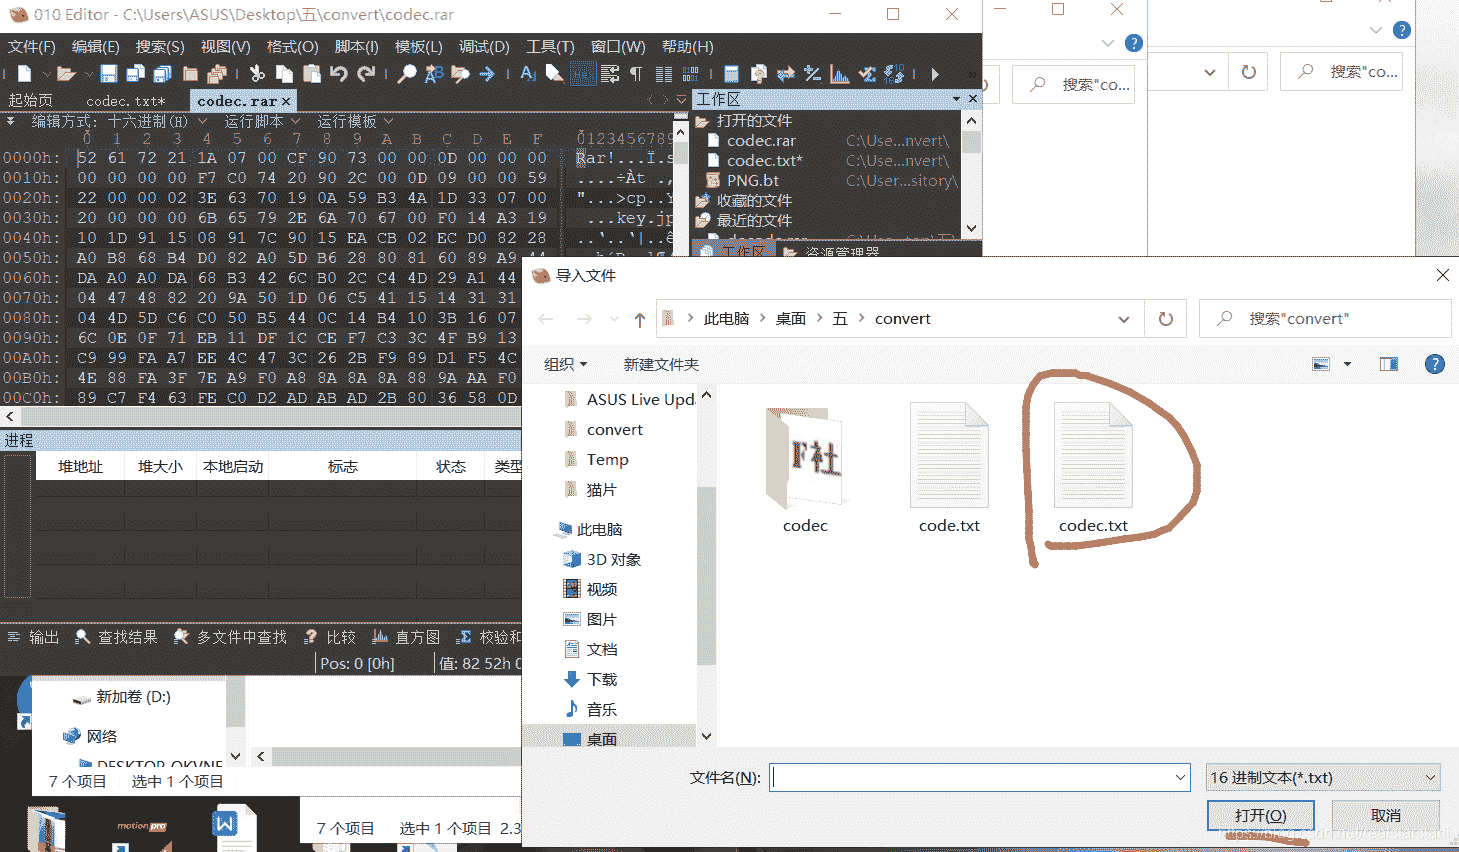 010 Editor - C:\Users\ASUS\Desktop\五\convert\codec.rar
文件(F) 编辑(E) 搜索(S) 视图(V) 格式(O) 脚本(I) 模板(L) 调试(D) 工具(T) 窗口(W) 帮助(H)
搜索"co...
搜索"co...
起始页 codec.txt* codec.rar ×
工作区
编辑方式: 十六进制(H) 运行脚本 运行模板
打开的文件
0 1 2 3 4 5 6 7 8 9 A B C D E F 0123456789
codec.rar C:\Use...nvert\
0000h: 52 61 72 21 1A 07 00 CF 90 73 00 00 0D 00 00 00 Rar!...Ï.s
codec.txt* C:\Use...nvert\
0010h: 00 00 00 00 F7 C0 74 20 90 2C 00 0D 09 00 00 59 ....÷Àt .,
PNG.bt C:\User...sitory\
0020h: 22 00 00 02 3E 63 70 19 0A 59 B3 4A 1D 33 07 00 "...>cp..Y
收藏的文件
0030h: 20 00 00 00 6B 65 79 2E 6A 70 67 00 F0 14 A3 19 ...key.jp
最近的文件
0040h: 10 1D 91 15 08 91 7C 90 15 EA CB 02 EC D0 82 28 ..‘..‘|..ê
工作区 资源管理器
0050h: A0 B8 68 B4 D0 82 A0 5D B6 28 80 81 60 89 A9 44
0060h: DA A0 A0 DA 68 B3 42 6C B0 2C C4 4D 29 A1 44
0070h: 04 47 48 82 20 9A 50 1D 06 C5 41 15 14 31 31
0080h: 04 4D 5D C6 C0 50 B5 44 0C 14 B4 10 3B 16 07
0090h: 6C 0E 0F 71 EB 11 DF 1C CE F7 C3 3C 4F B9 13
00A0h: C9 99 FA A7 EE 4C 47 3C 26 2B F9 89 D1 F5 4C
00B0h: 4E 88 FA 3F 7E A9 F0 A8 8A 8A 8A 88 9A AA F0
00C0h: 89 C7 F4 63 FE C0 D2 AD AB AD 2B 80 36 58 0D
进程
堆地址 堆大小 本地启动 标志 状态 类型
输出 查找结果 多文件中查找 比较 直方图 校验和
Pos: 0 [0h] 值: 82 52h
导入文件
此电脑 桌面 五 convert
搜索"convert"
组织 新建文件夹
ASUS Live Upd
convert
Temp
猫片
此电脑
3D 对象
视频
图片
文档
下载
音乐
桌面
F社
codec
code.txt
codec.txt
文件名(N):
16 进制文本(*.txt)
打开(O) 取消
新加卷 (D:)
网络
DESKTOP-QKVNE
7 个项目 选中 1 个项目
motionpro
W
7 个项目 选中 1 个项目 2.3